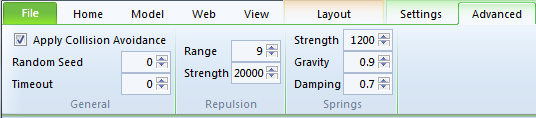 File Home Model Web View Layout Settings Advanced
Apply Collision Avoidance
Random Seed 0
Timeout 0
General
Range 9
Strength 20000
Repulsion
Strength 1200
Gravity 0.9
Damping 0.7
Springs